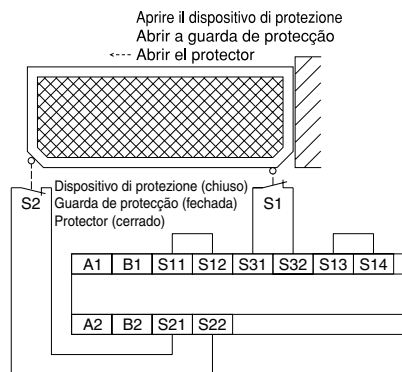 Aprire il dispositivo di protezione
Abrir a guarda de protecção
Abrir el protector
Dispositivo di protezione (chiuso)
Guarda de protecção (fechada)
Protector (cerrado)
S2
S1
A1 B1 S11 S12 S31 S32 S13 S14
A2 B2 S21 S22